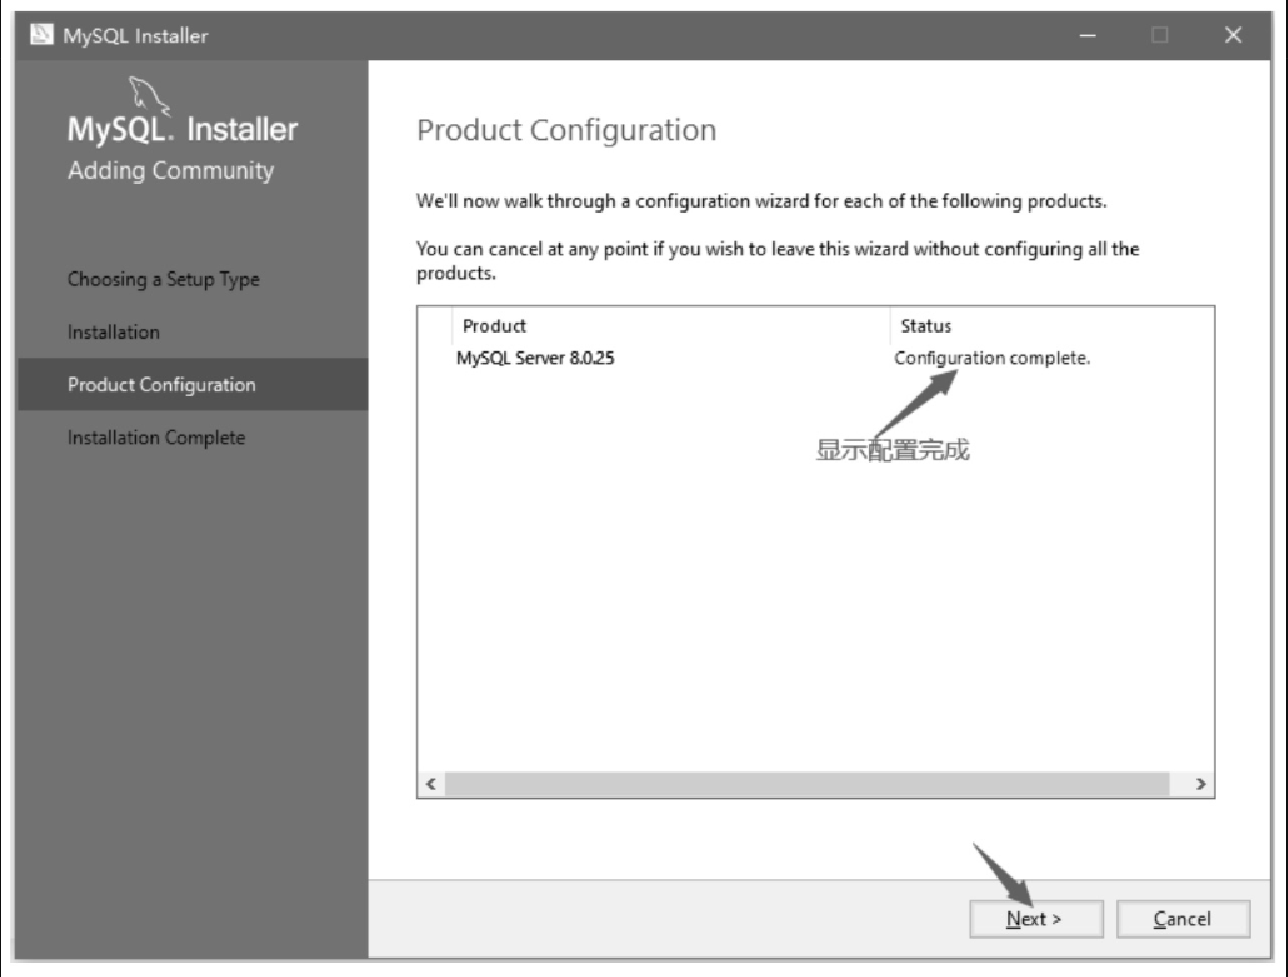 MySQL Installer
MySQL. Installer
Adding Community
Choosing a Setup Type
Installation
Product Configuration
Installation Complete
Product Configuration
We'll now walk through a configuration wizard for each of the following products.
You can cancel at any point if you wish to leave this wizard without configuring all the
products.
Product Status
MySQL Server 8.0.25 Configuration complete.
显示配置完成
Next >
Cancel